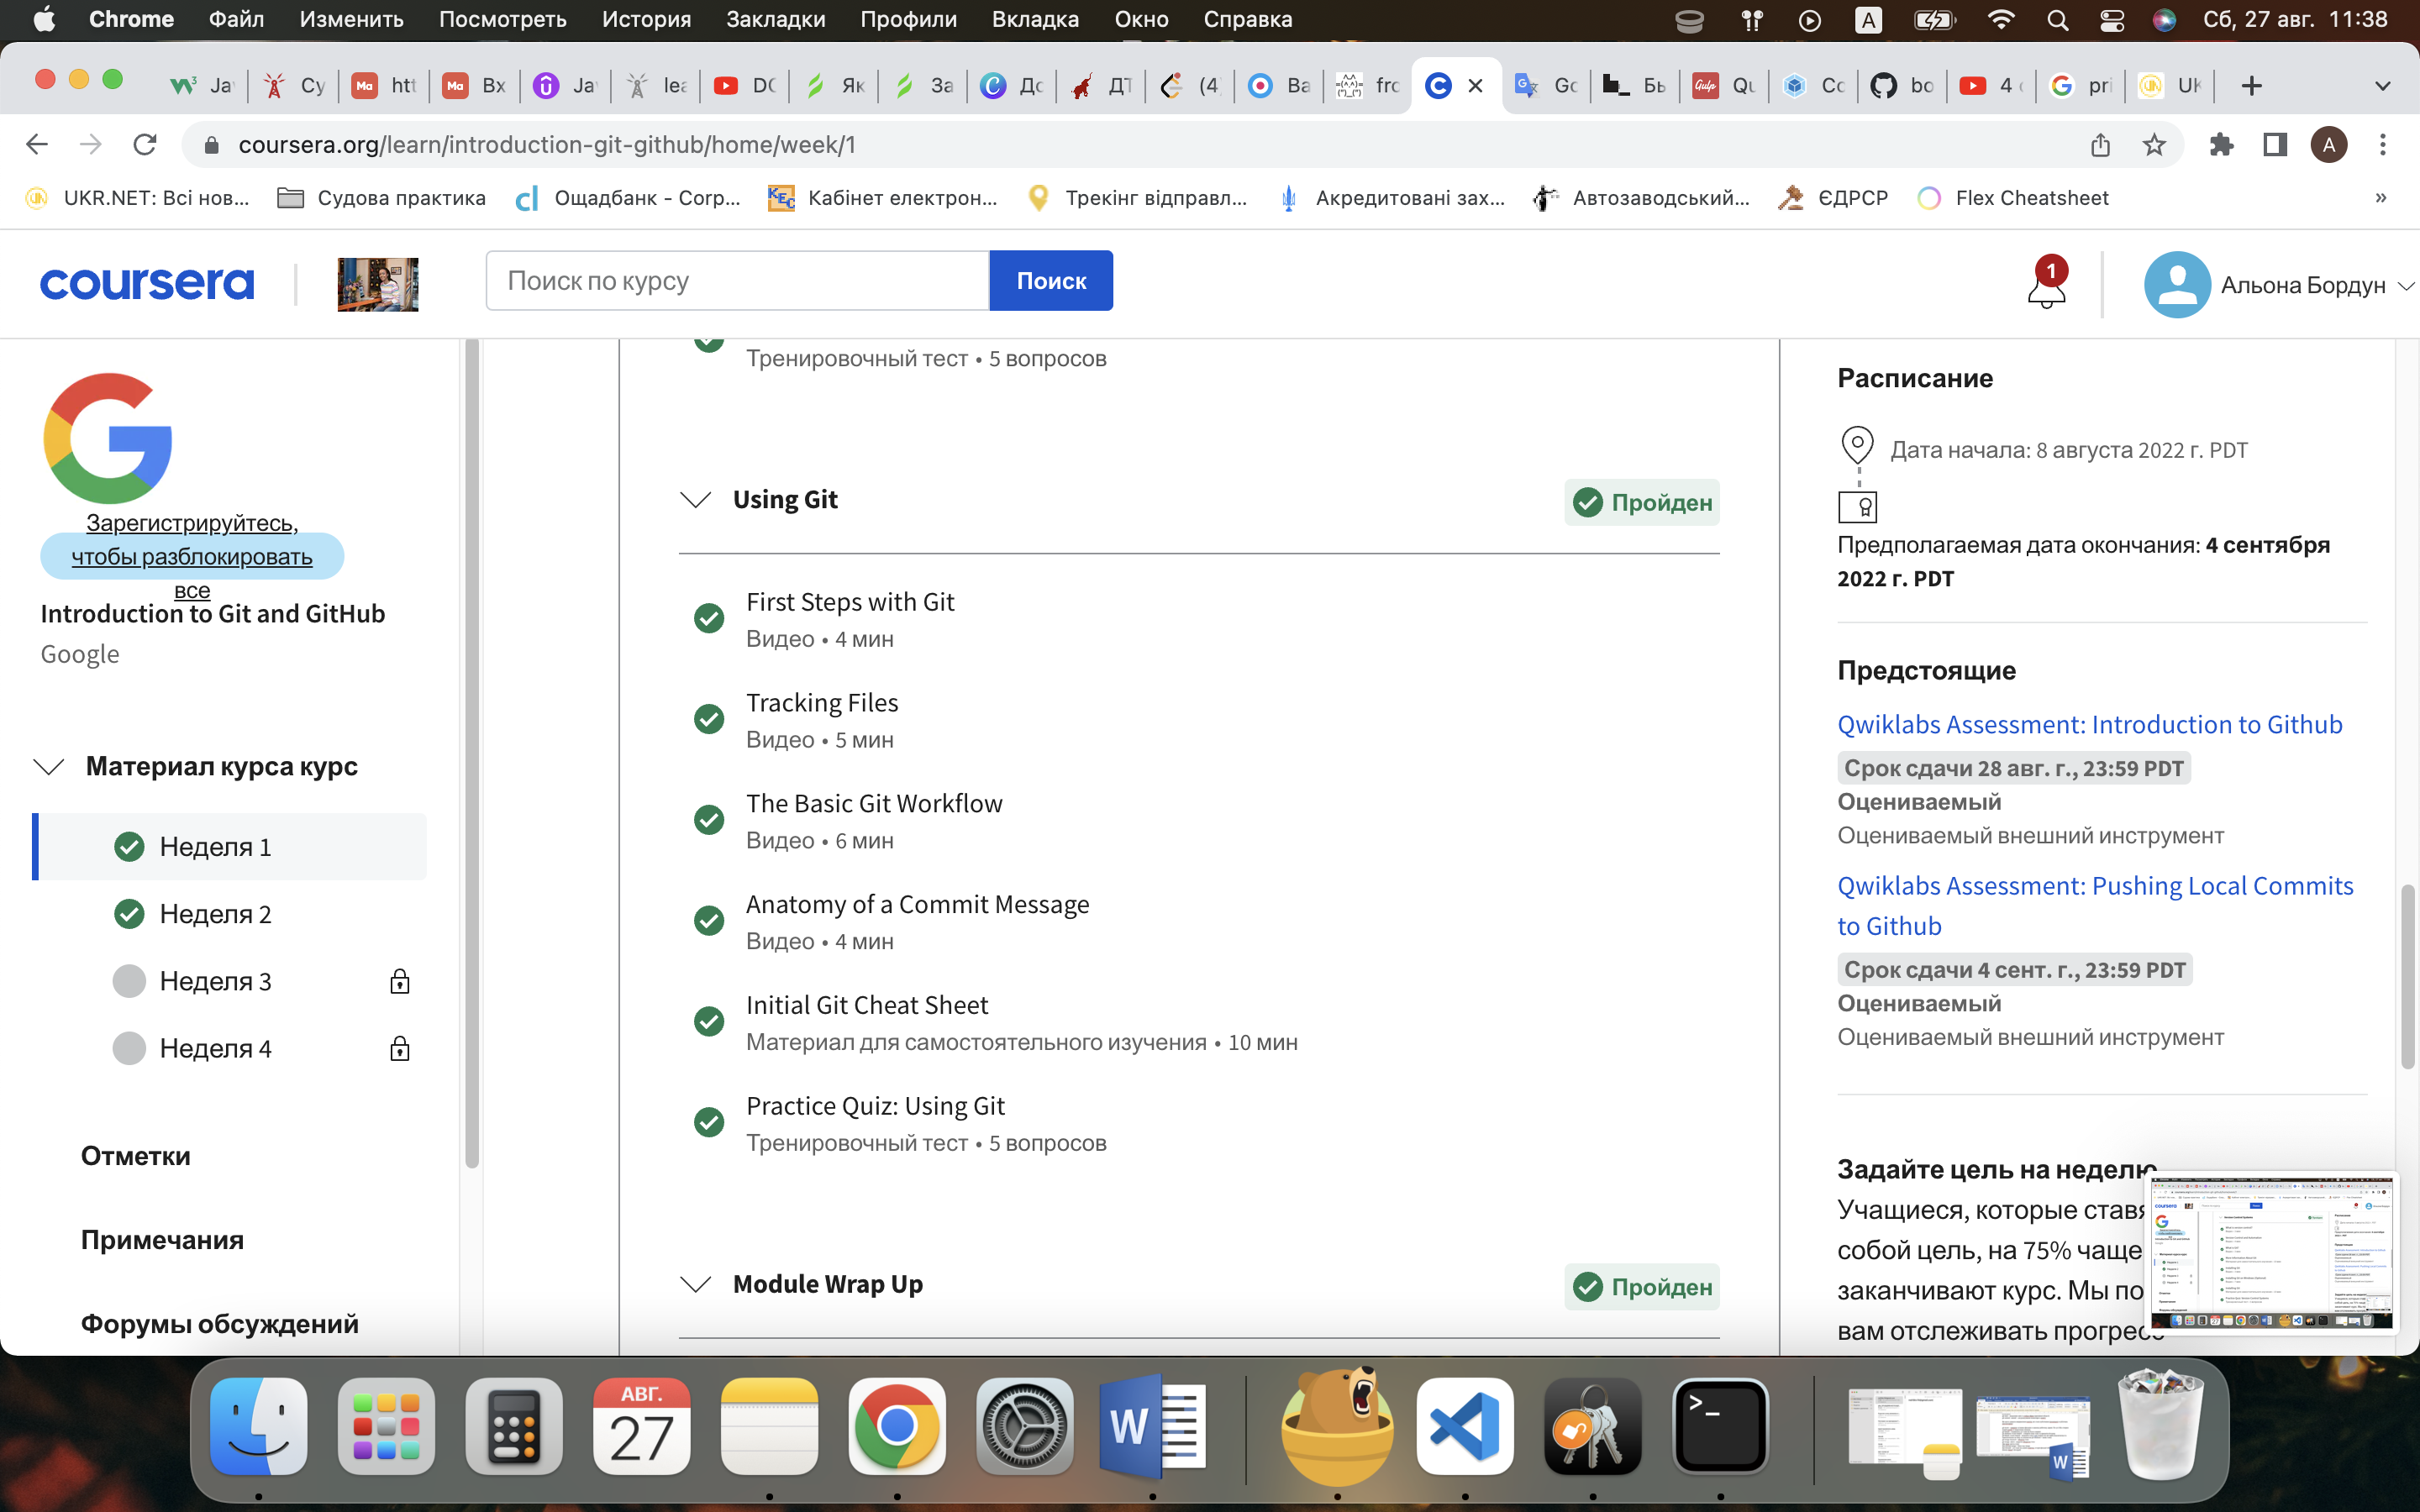 Chrome Файл Изменить Посмотреть История Закладки Профили Вкладка Окно Справка A Сб, 27 авг. 11:38
Ja Су htt Вх Ja lea DC Як За До ДТ (4 Ва frc Gc Бь Qu Cc bo 4 pri UK
coursera.org/learn/introduction-git-github/home/week/1 A
UKR.NET: Всі нов... Судова практика Ощадбанк - Corp... Кабінет електрон... Трекінг відправл... Акредитовані зах... Автозаводський... ЄДРСР Flex Cheatsheet »
coursera Поиск по курсу Поиск 1 Альона Бордун
Зарегистрируйтесь,
чтобы разблокировать
все
Introduction to Git and GitHub
Google
Материал курса курс
Неделя 1
Неделя 2
Неделя 3
Неделя 4
Отметки
Примечания
Форумы обсуждений
Тренировочный тест • 5 вопросов
Using Git Пройден
First Steps with Git
Видео • 4 мин
Tracking Files
Видео • 5 мин
The Basic Git Workflow
Видео • 6 мин
Anatomy of a Commit Message
Видео • 4 мин
Initial Git Cheat Sheet
Материал для самостоятельного изучения • 10 мин
Practice Quiz: Using Git
Тренировочный тест • 5 вопросов
Module Wrap Up Пройден
Расписание
Дата начала: 8 августа 2022 г. PDT
Предполагаемая дата окончания: 4 сентября
2022 г. PDT
Предстоящие
Qwiklabs Assessment: Introduction to Github
Срок сдачи 28 авг. г., 23:59 PDT
Оцениваемый
Оцениваемый внешний инструмент
Qwiklabs Assessment: Pushing Local Commits
to Github
Срок сдачи 4 сент. г., 23:59 PDT
Оцениваемый
Оцениваемый внешний инструмент
Задайте цель на неделю
Учащиеся, которые ставя
собой цель, на 75% чаще
заканчивают курс. Мы по
вам отслеживать прогресс
АВГ.
27
W
>_
W